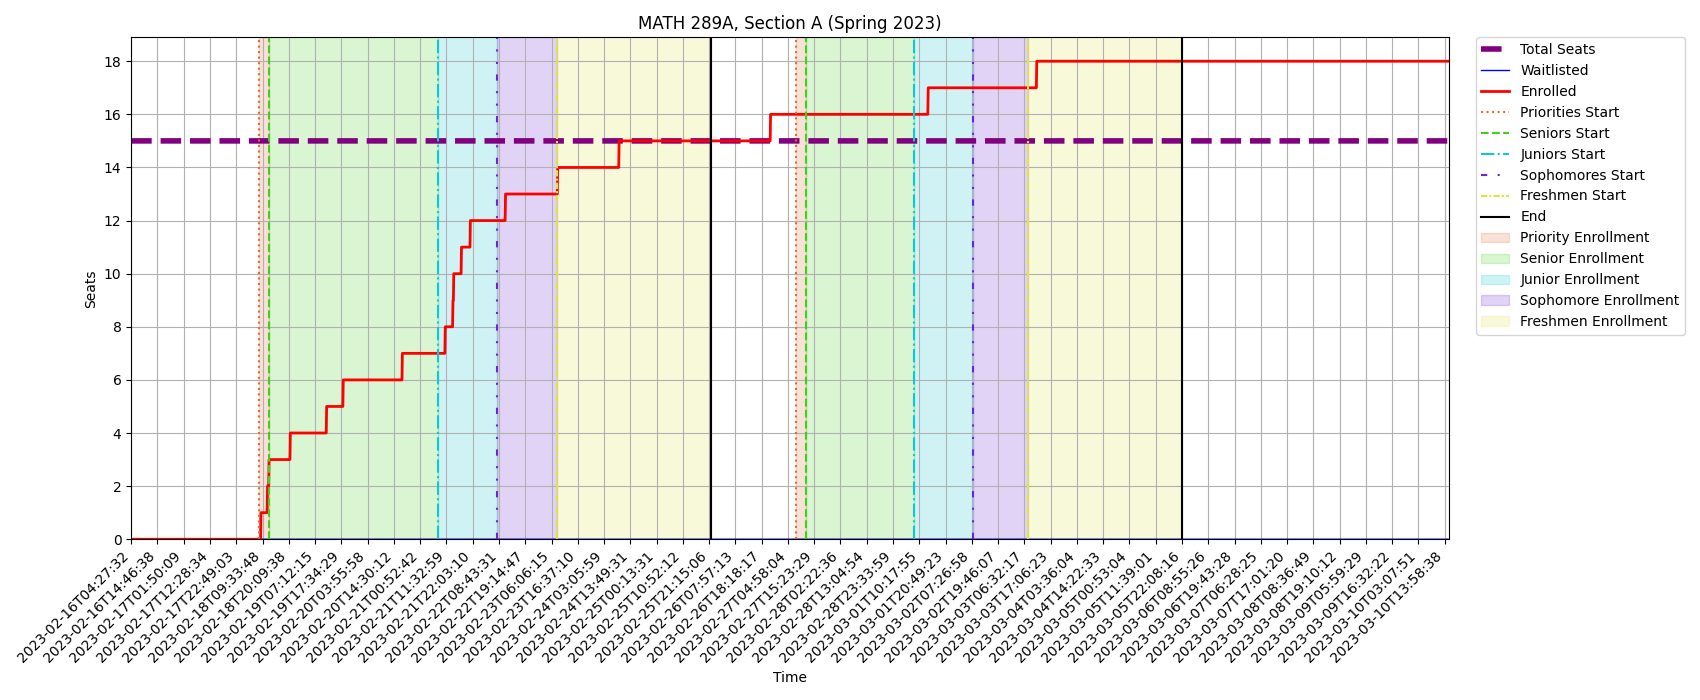 MATH 289A, Section A (Spring 2023)
Seats
18
16
14
12
10
8
6
4
2
0
2023-02-16T04:27:32
2023-02-16T14:46:38
2023-02-17T01:50:09
2023-02-17T12:28:34
2023-02-17T22:49:03
2023-02-18T09:33:48
2023-02-18T20:09:38
2023-02-19T07:12:15
2023-02-19T17:34:29
2023-02-20T03:55:58
2023-02-20T14:30:12
2023-02-21T00:52:42
2023-02-21T11:32:59
2023-02-21T22:03:10
2023-02-22T08:43:31
2023-02-22T19:14:47
2023-02-23T06:06:15
2023-02-23T16:37:10
2023-02-24T03:05:59
2023-02-24T13:49:31
2023-02-25T00:13:31
2023-02-25T10:52:12
2023-02-25T21:15:06
2023-02-26T07:57:13
2023-02-26T18:18:17
2023-02-27T04:58:04
2023-02-27T15:23:29
2023-02-28T02:22:36
2023-02-28T13:04:54
2023-02-28T23:33:59
2023-03-01T10:17:55
2023-03-01T20:49:23
2023-03-02T07:26:58
2023-03-02T19:46:07
2023-03-03T06:32:17
2023-03-03T17:06:23
2023-03-04T03:36:04
2023-03-04T14:22:33
2023-03-05T00:53:04
2023-03-05T11:39:01
2023-03-05T22:08:16
2023-03-06T08:55:26
2023-03-06T19:43:28
2023-03-07T06:28:25
2023-03-07T17:01:20
2023-03-08T08:36:49
2023-03-08T19:10:12
2023-03-09T05:59:29
2023-03-09T16:32:22
2023-03-10T03:07:51
2023-03-10T13:58:38
Time
Total Seats
Waitlisted
Enrolled
Priorities Start
Seniors Start
Juniors Start
Sophomores Start
Freshmen Start
End
Priority Enrollment
Senior Enrollment
Junior Enrollment
Sophomore Enrollment
Freshmen Enrollment